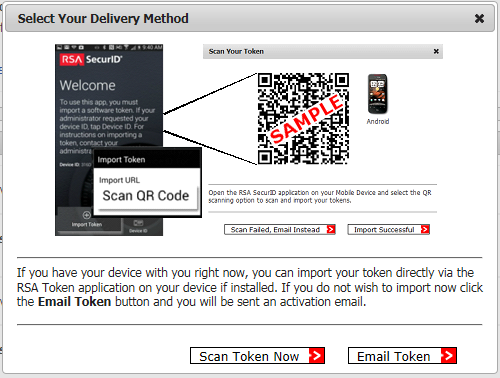 Select Your Delivery Method
9:40 AM
RSA SecurID®
Welcome
To use this app, you must
import a software token. If your
administrator requested your
device ID, tap Device ID. For
instructions on importing a
token, contact your
administra
Device ID:
Import Token
Import URL
Scan QR Code
Import Token
Device ID
Scan Your Token
SAMPLE
Android
Open the RSA SecurID application on your Mobile Device and select the QR
scanning option to scan and import your tokens.
Scan Failed, Email Instead
Import Successful
If you have your device with you right now, you can import your token directly via the
RSA Token application on your device if installed. If you do not wish to import now click
the Email Token button and you will be sent an activation email.
Scan Token Now
Email Token